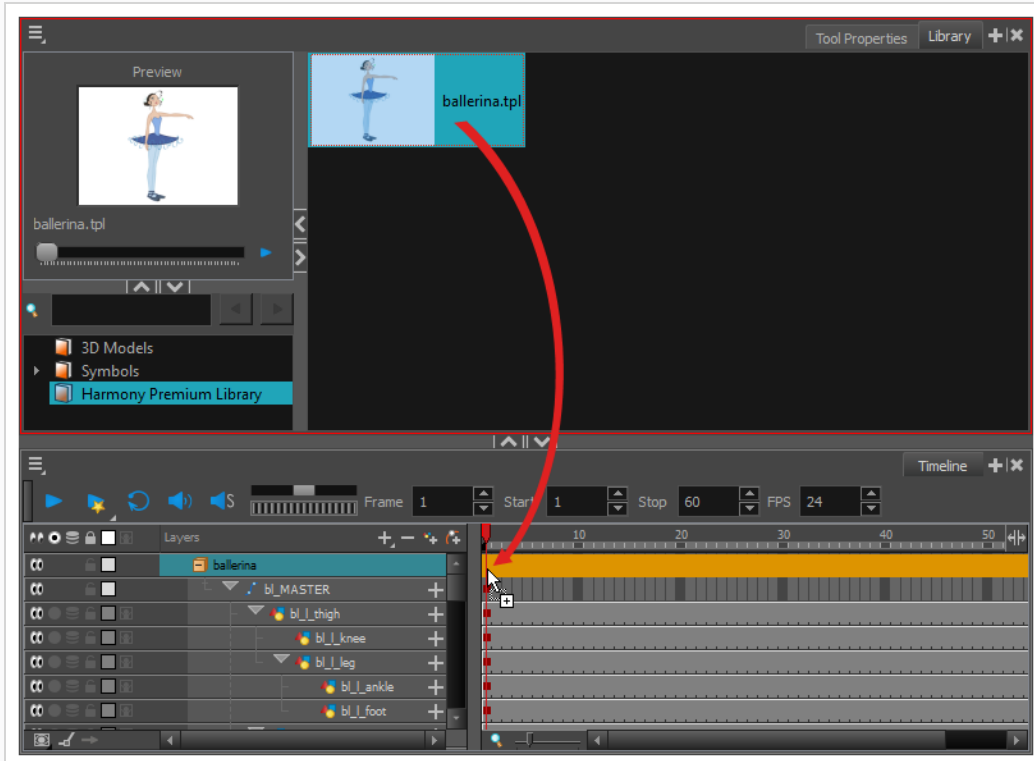 Tool Properties Library
Preview
ballerina.tpl
ballerina.tpl
3D Models
Symbols
Harmony Premium Library
Timeline
S Frame 1 Start 1 Stop 60 FPS 24
Layers 10 20 30 40 50
ballerina
bl_MASTER
bl_l_thigh
bl_l_knee
bl_l_leg
bl_l_ankle
bl_l_foot